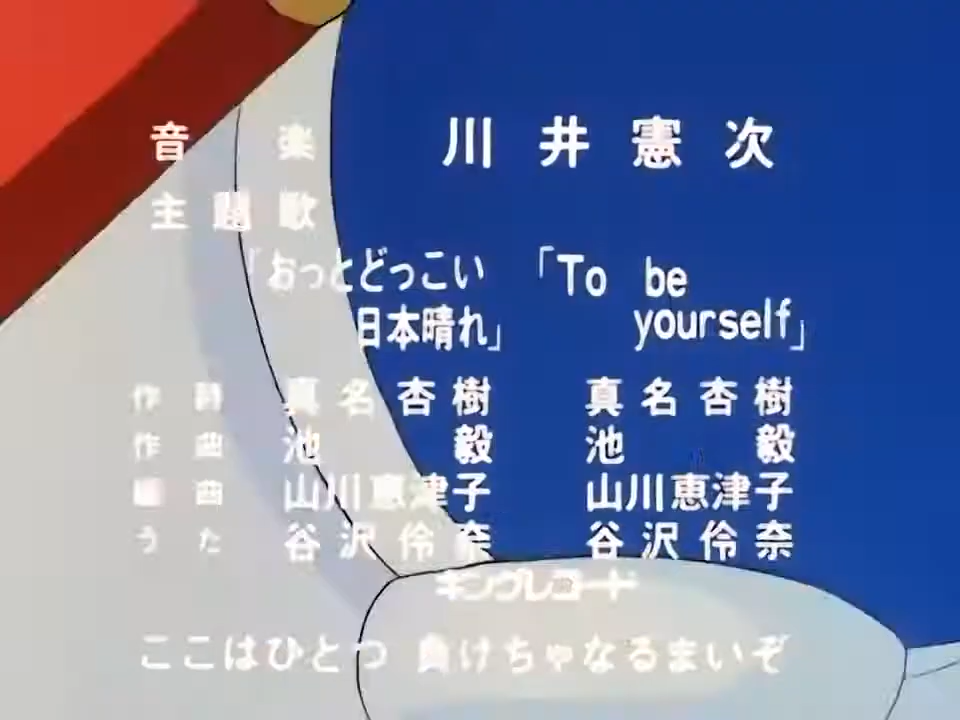 音楽 川井憲次
主題歌
「おっとどっこい 「To be
日本晴れ」 yourself」
作詩 真名杏樹 真名杏樹
作曲 池毅 池毅
編曲 山川恵津子 山川恵津子
うた 谷沢伶奈 谷沢伶奈
キングレコード
ここはひとつ 負けちゃなるまいぞ